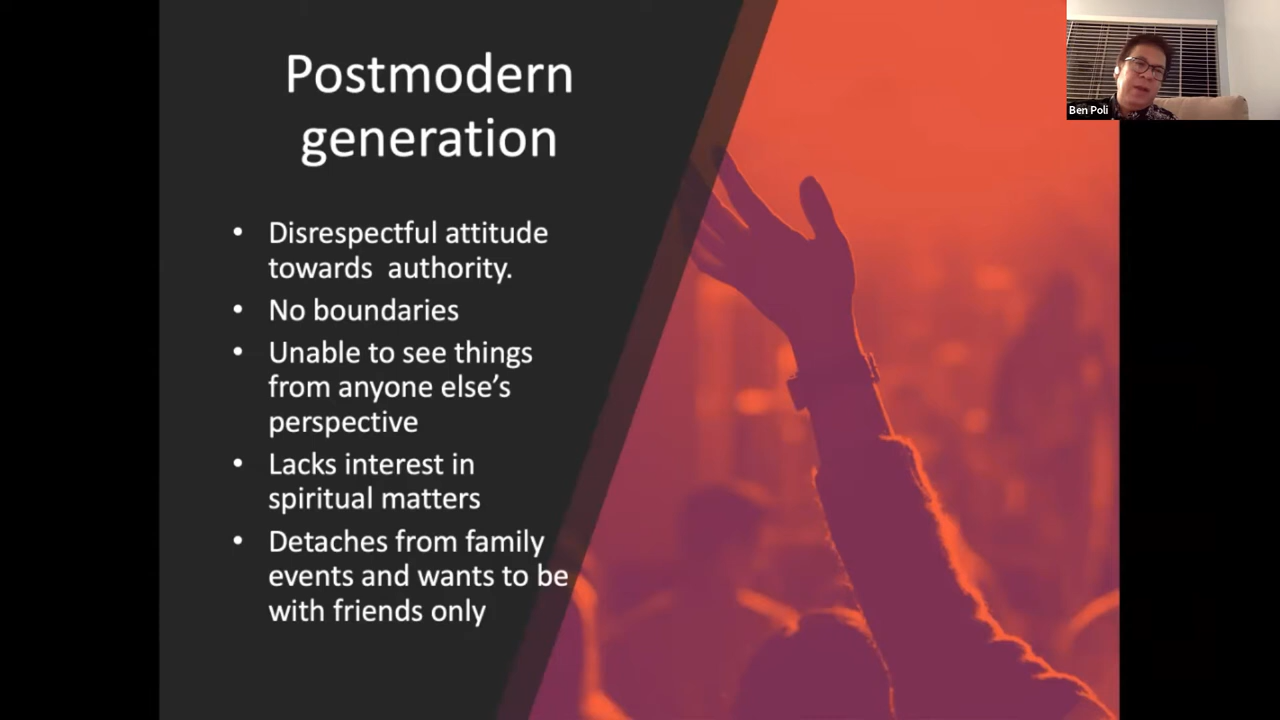 Postmodern
generation
• Disrespectful attitude
towards  authority.
• No boundaries
• Unable to see things
from anyone else’s
perspective
• Lacks interest in
spiritual matters
• Detaches from family
events and wants to be
with friends only
Ben Poli